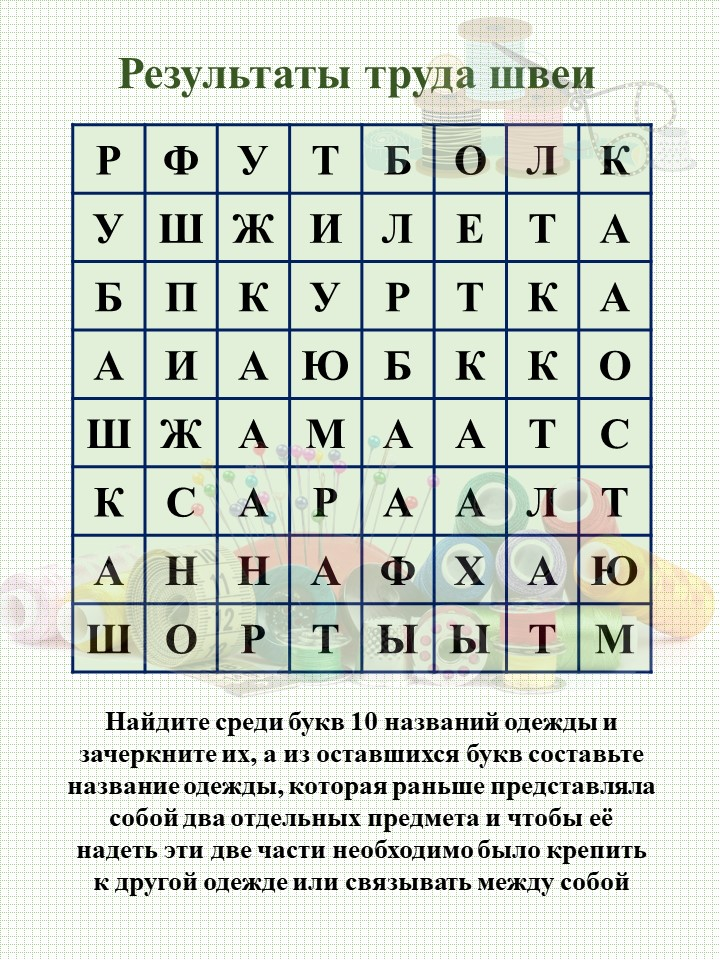 Результаты труда швеи
Р Ф У Т Б О Л К
У Ш Ж И Л Е Т А
Б П К У Р Т К А
А И А Ю Б К К О
Ш Ж А М А А Т С
К С А Р А А Л Т
А Н Н А Ф Х А Ю
Ш О Р Т Ы Ы Т М
Найдите среди букв 10 названий одежды и
зачеркните их, а из оставшихся букв составьте
название одежды, которая раньше представляла
собой два отдельных предмета и чтобы её
надеть эти две части необходимо было крепить
к другой одежде или связывать между собой